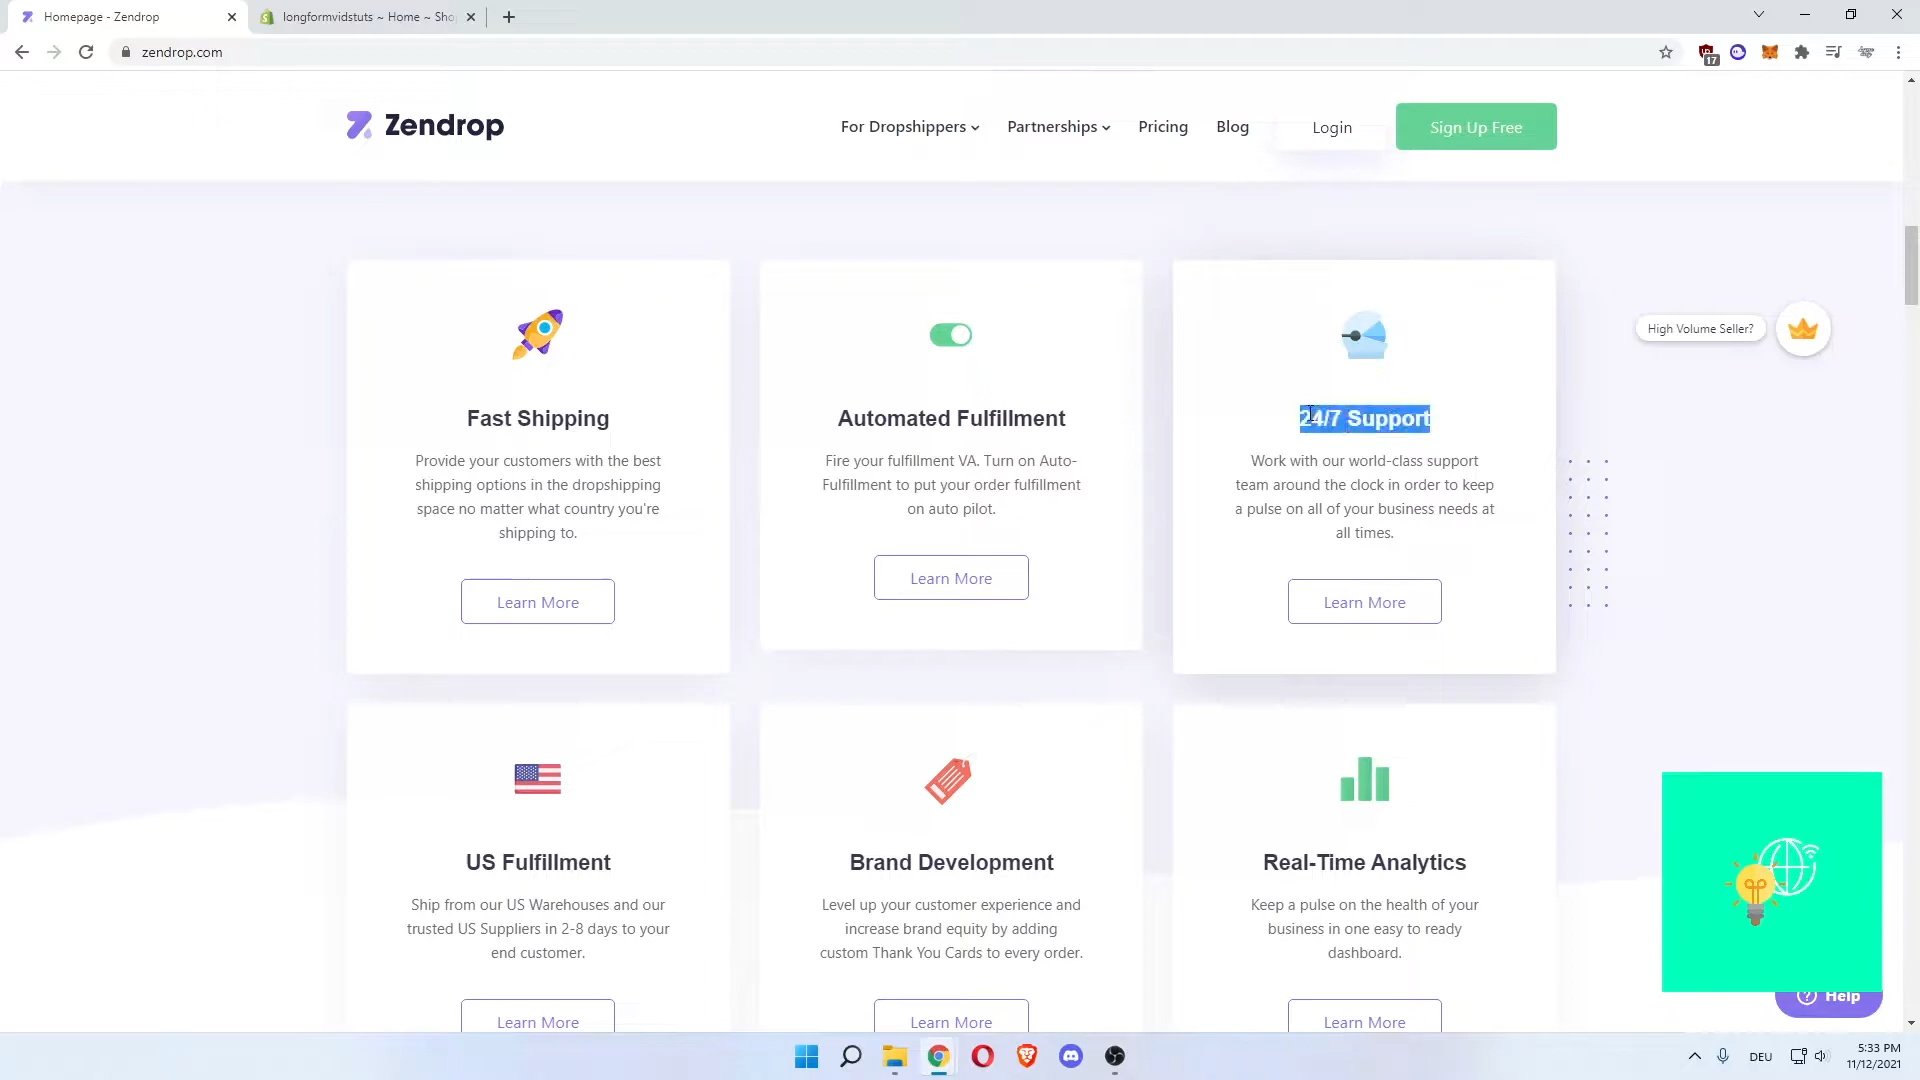 Homepage - Zendrop
longformvidstuts ~ Home ~ Sho
zendrop.com
17
Zendrop
For Dropshippers
Partnerships
Pricing
Blog
Login
Sign Up Free
High Volume Seller?
Fast Shipping
Provide your customers with the best
shipping options in the dropshipping
space no matter what country you're
shipping to.
Learn More
Automated Fulfillment
Fire your fulfillment VA. Turn on Auto-
Fulfillment to put your order fulfillment
on auto pilot.
Learn More
24/7 Support
Work with our world-class support
team around the clock in order to keep
a pulse on all of your business needs at
all times.
Learn More
US Fulfillment
Ship from our US Warehouses and our
trusted US Suppliers in 2-8 days to your
end customer.
Learn More
Brand Development
Level up your customer experience and
increase brand equity by adding
custom Thank You Cards to every order.
Learn More
Real-Time Analytics
Keep a pulse on the health of your
business in one easy to ready
dashboard.
Learn More
Help
DEU
5:33 PM
11/12/2021